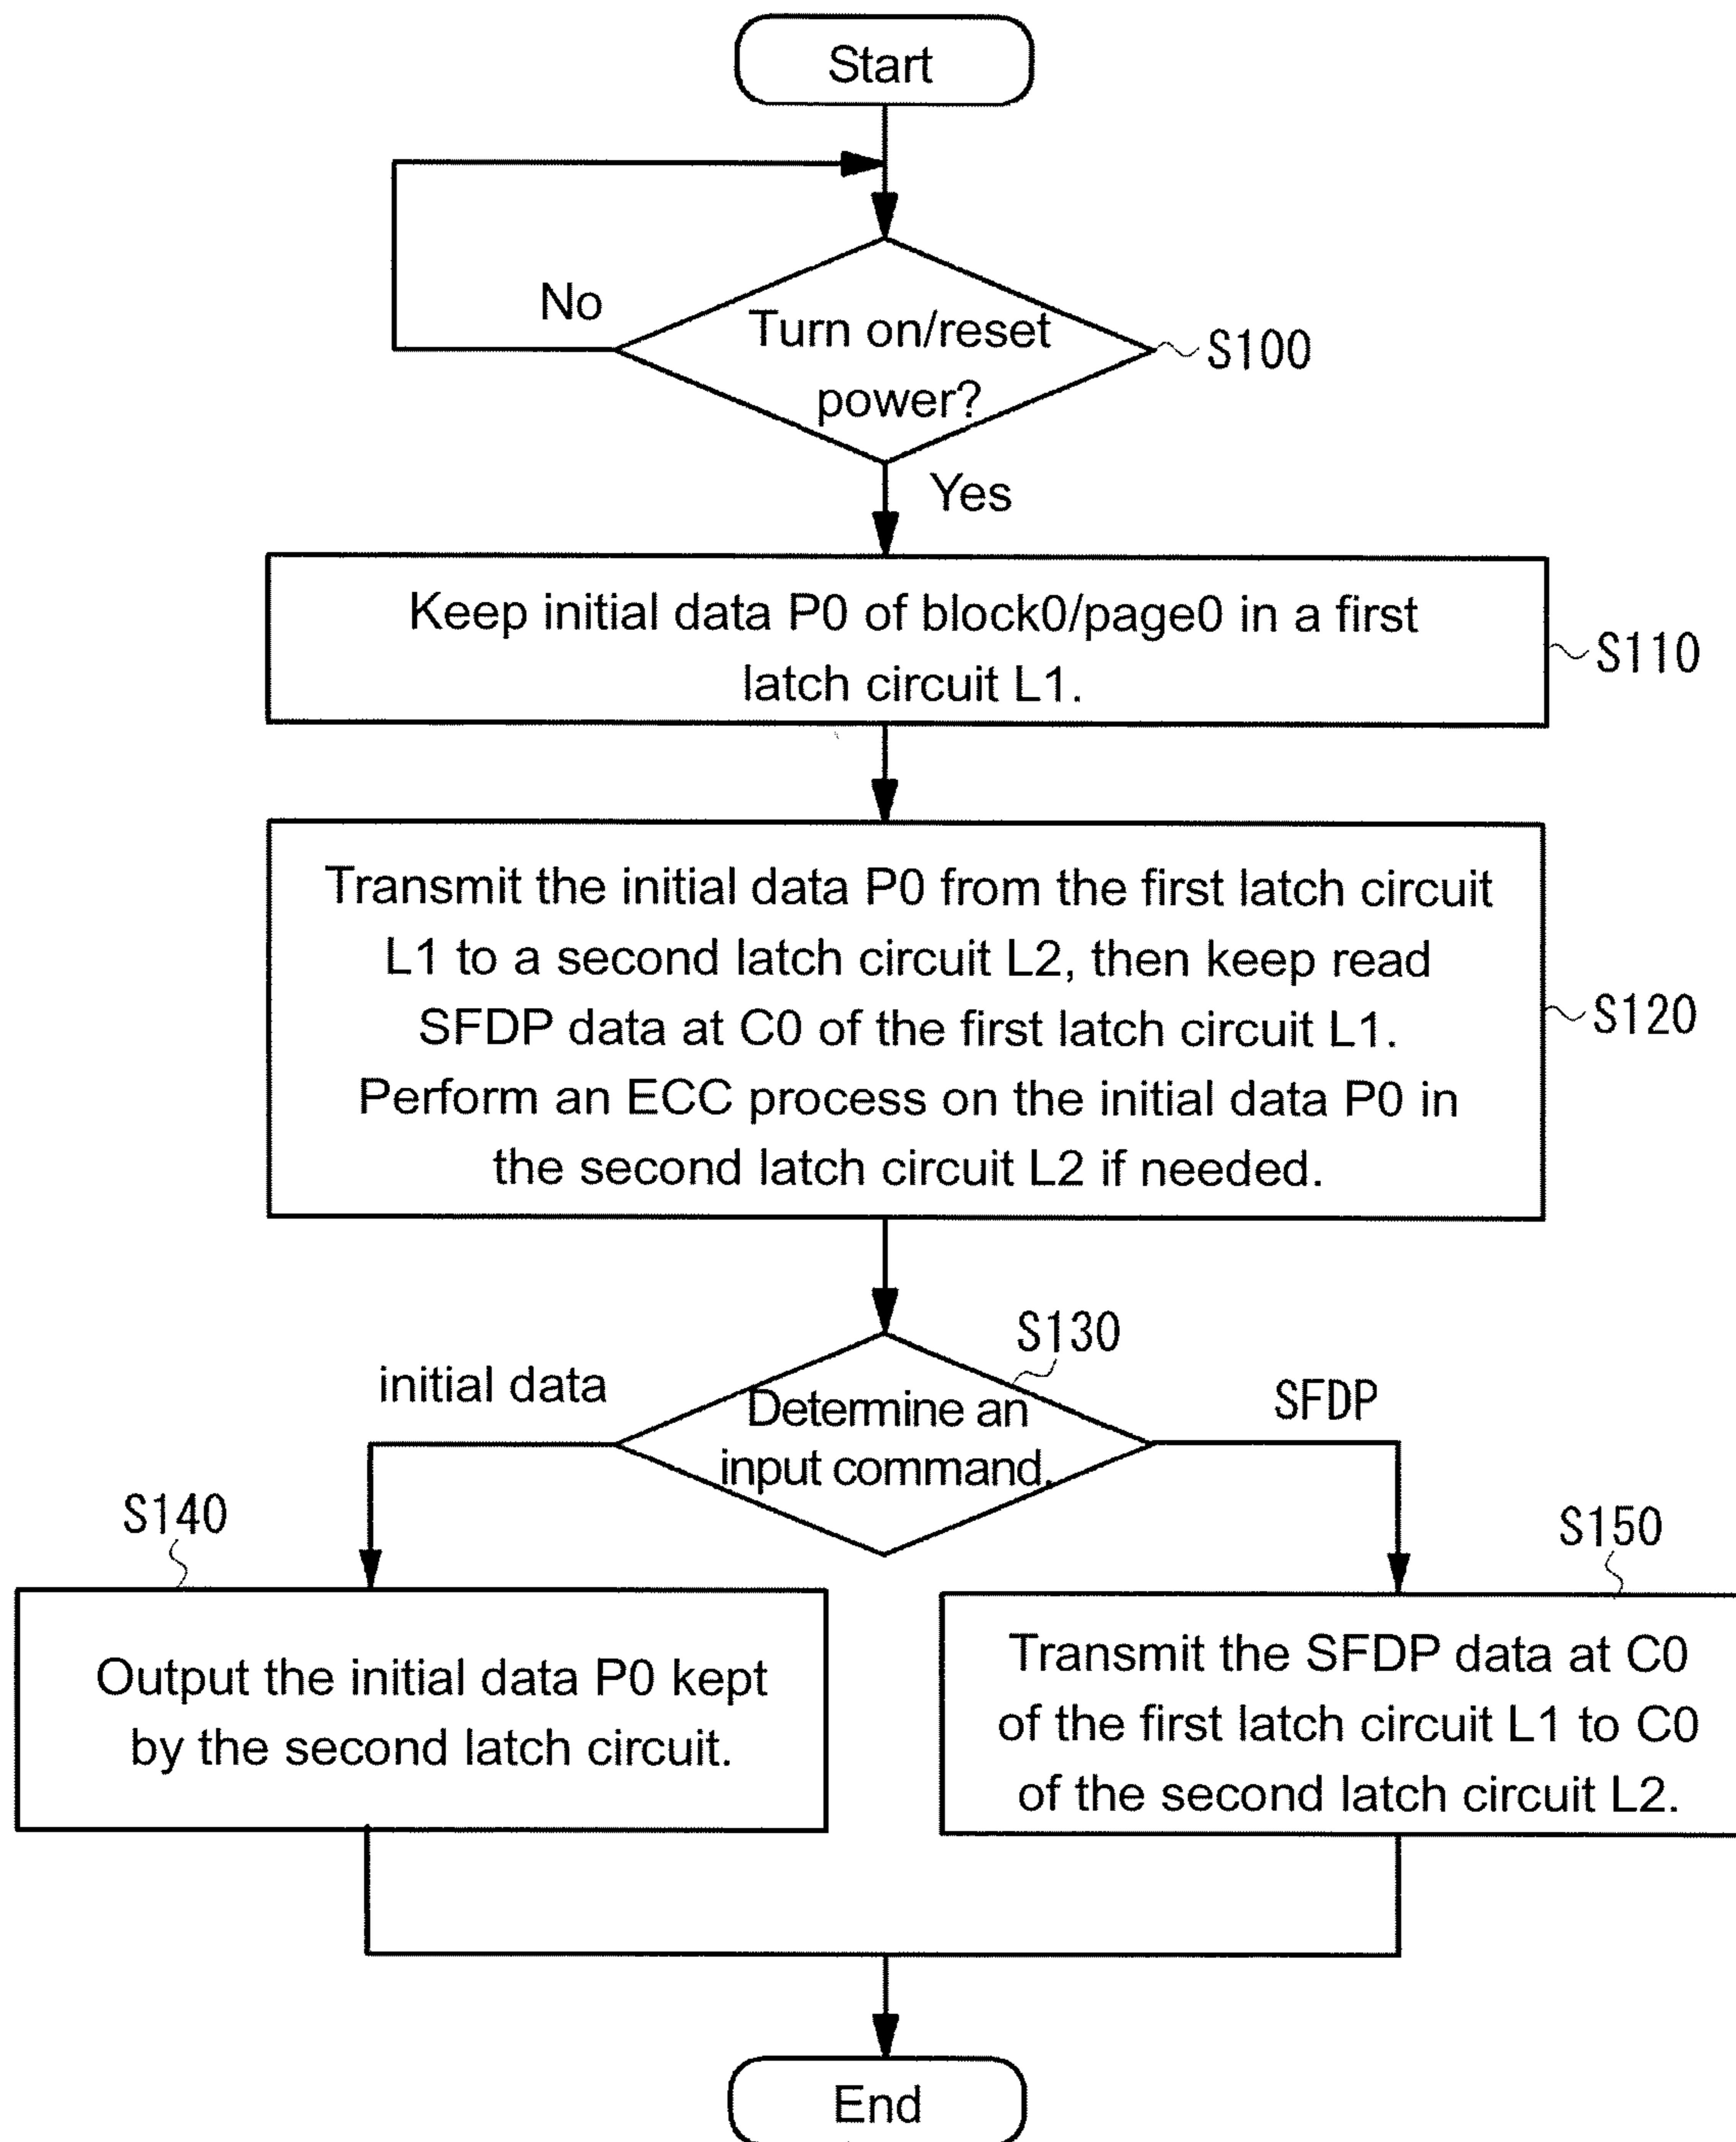 Start
No
Turn on/reset
power?
S100
Yes
Keep initial data P0 of block0/page0 in a first
latch circuit L1.
S110
Transmit the initial data P0 from the first latch circuit
L1 to a second latch circuit L2, then keep read
SFDP data at C0 of the first latch circuit L1.
Perform an ECC process on the initial data P0 in
the second latch circuit L2 if needed.
S120
S130
initial data
Determine an
input command.
SFDP
S140
Output the initial data P0 kept
by the second latch circuit.
S150
Transmit the SFDP data at C0
of the first latch circuit L1 to C0
of the second latch circuit L2.
End